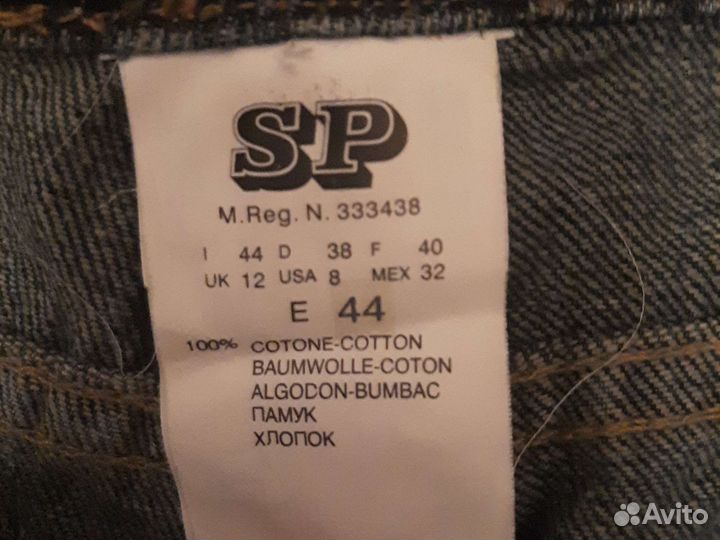 SP
M.Reg. N. 333438
I 44 D 38 F 40
UK 12 USA 8 MEX 32
E 44
100% COTONE-COTTON
BAUMWOLLE-COTON
ALGODON-BUMBAC
ПАМУК
ХЛОПОК
Avito